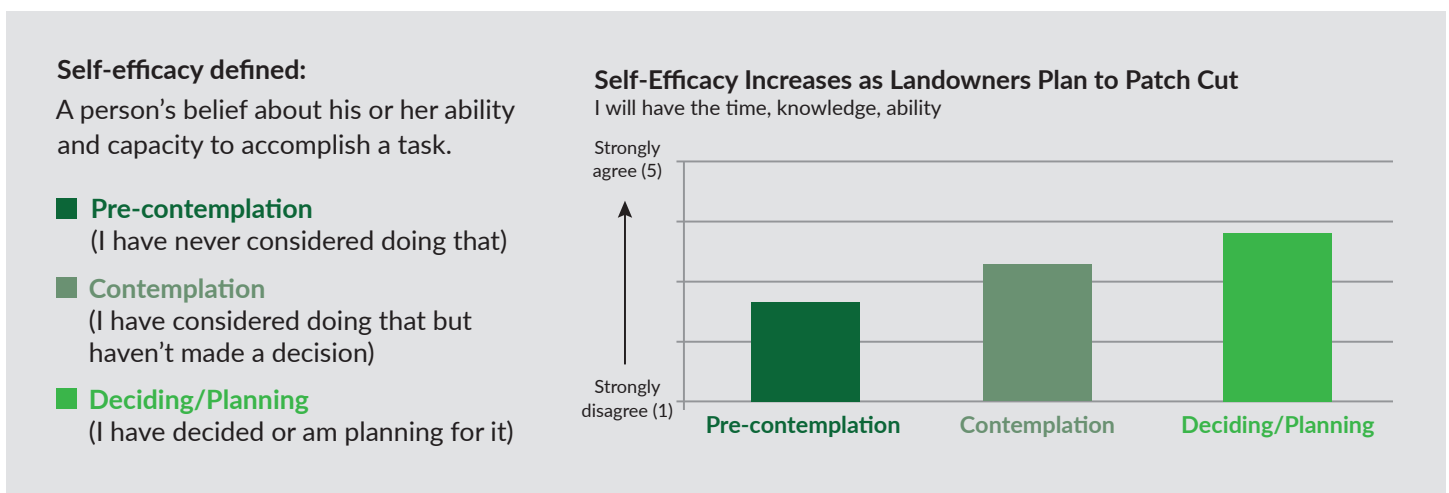 Self-efficacy defined:
A person's belief about his or her ability
and capacity to accomplish a task.
Pre-contemplation
(I have never considered doing that)
Contemplation
(I have considered doing that but
haven't made a decision)
Deciding/Planning
(I have decided or am planning for it)
Self-Efficacy Increases as Landowners Plan to Patch Cut
I will have the time, knowledge, ability
Strongly
agree (5)
Strongly
disagree (1)
Pre-contemplation
Contemplation
Deciding/Planning